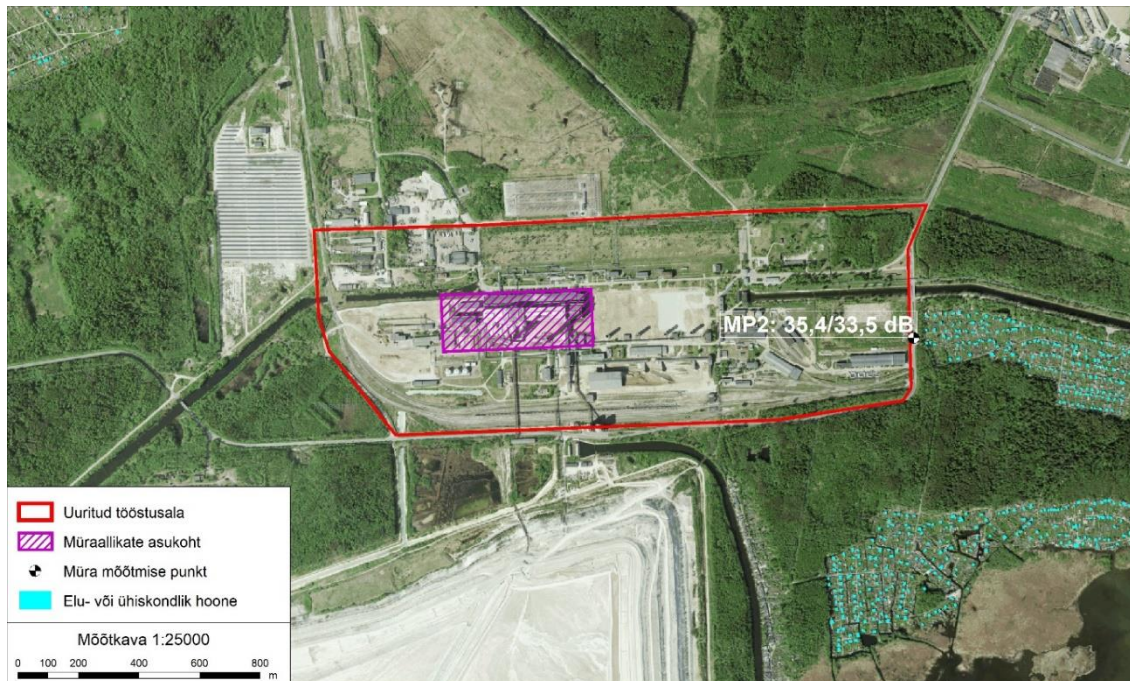 MP2: 35,4/33,5 dB
Uuritud tööstusala
Müraallikate asukoht
Müra mõõtmise punkt
Elu- või ühiskondlik hoone
Mõõtkava 1:25000
0 100 200 400 600 800
m